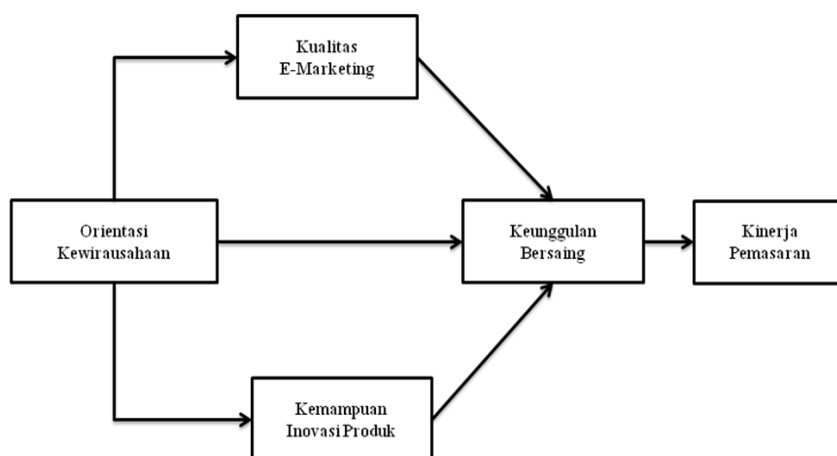 Kualitas
E-Marketing
Orientasi
Kewirausahaan
Keunggulan
Bersaing
Kinerja
Pemasaran
Kemampuan
Inovasi Produk